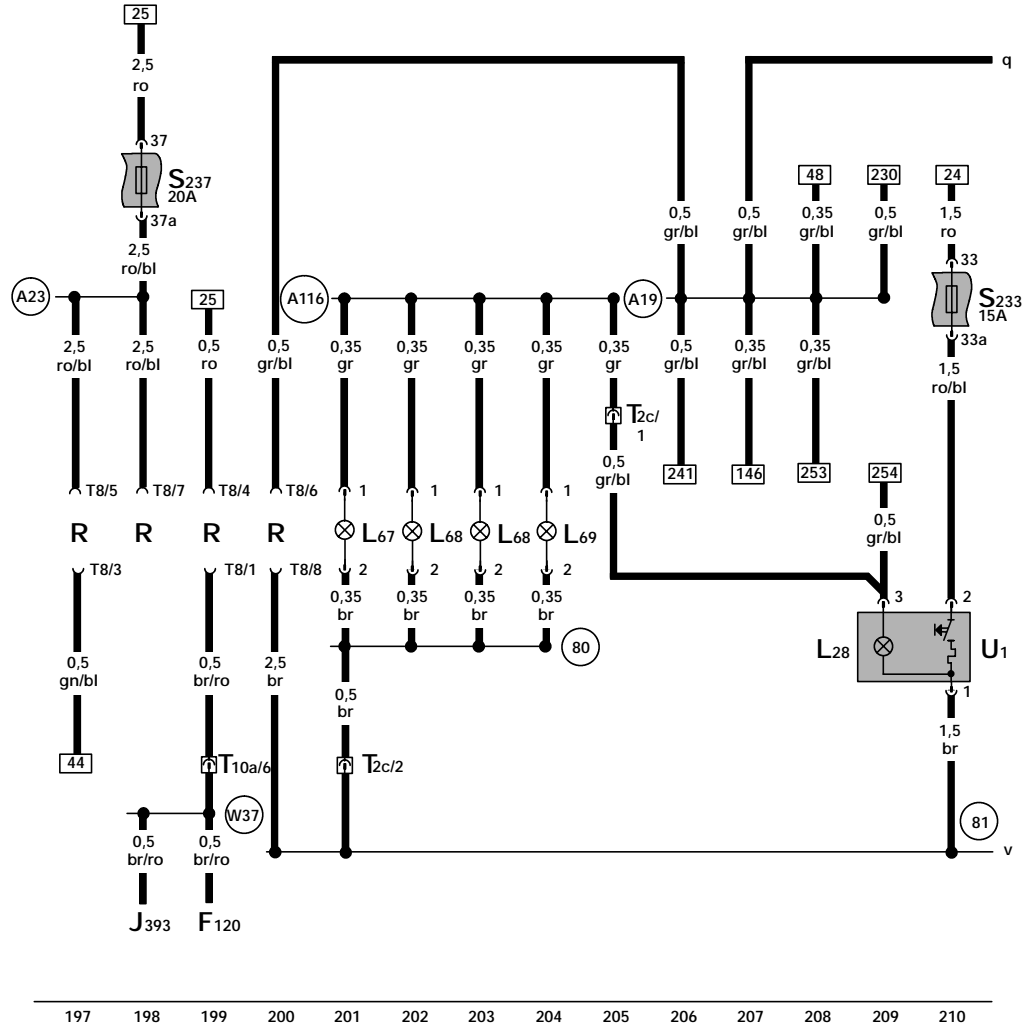 25
2,5
ro
q
37
S237
20A
37a
48 230 24
0,5 0,5 0,35 0,5 1,5
gr/bl gr/bl gr/bl gr/bl ro
2,5
ro/bl
33
S233
15A
33a
A23 25 A116 A19
2,5 2,5 0,5 0,5 0,35 0,35 0,35 0,35 0,35 0,5 0,35 0,35
ro/bl ro/bl ro gr/bl gr gr gr gr gr gr/bl gr/bl gr/bl
1,5
ro/bl
T2c/
1
0,5
gr/bl
241 146 253 254
T8/5 T8/7 T8/4 T8/6 1 1 1 1
0,5
gr/bl
R R R R L67 L68 L68 L69
T8/3 T8/1 T8/8 2 2 2 2
0,35 0,35 0,35 0,35
br br br br
3 2
80
L28 U1
0,5 0,5 2,5
gn/bl br/ro br
0,5
br
1
1,5
br
44 T10a/6 T2c/2
W37 81
0,5 0,5
br/ro br/ro
v
J393 F120
197 198 199 200 201 202 203 204 205 206 207 208 209 210